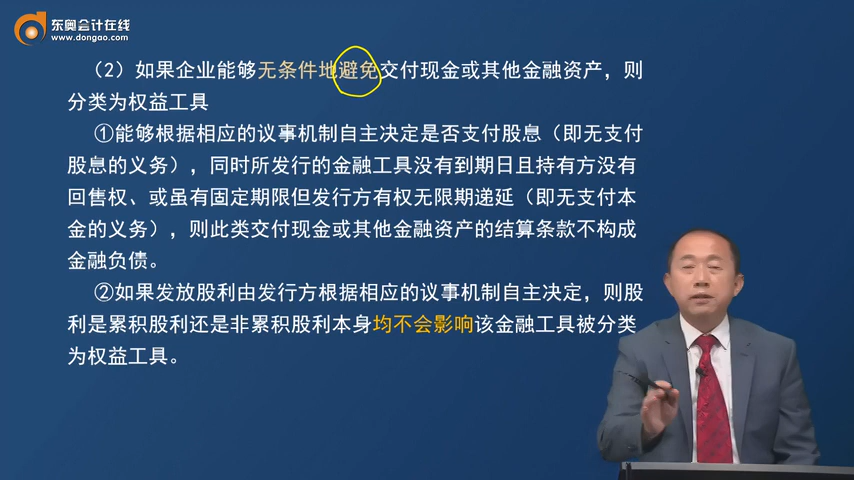 东奥会计在线
www.dongao.com
（2）如果企业能够无条件地避免交付现金或其他金融资产，则
分类为权益工具
①能够根据相应的议事机制自主决定是否支付股息（即无支付
股息的义务），同时所发行的金融工具没有到期日且持有方没有
回售权、或虽有固定期限但发行方有权无限期递延（即无支付本
金的义务），则此类交付现金或其他金融资产的结算条款不构成
金融负债。
②如果发放股利由发行方根据相应的议事机制自主决定，则股
利是累积股利还是非累积股利本身均不会影响该金融工具被分类
为权益工具。